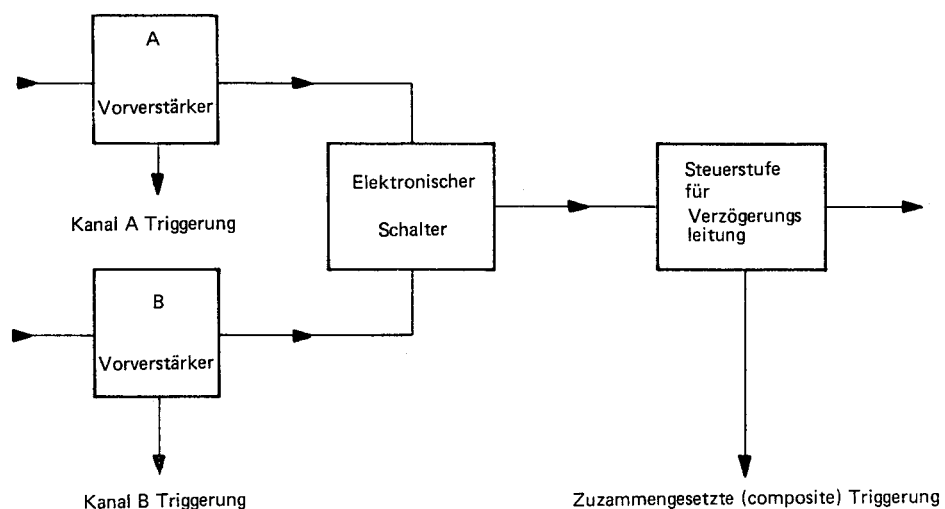 A
Vorverstärker
Kanal A Triggerung
B
Vorverstärker
Kanal B Triggerung
Elektronischer
Schalter
Steuerstufe
für
Verzögerungs
leitung
Zuzammengesetzte (composite) Triggerung